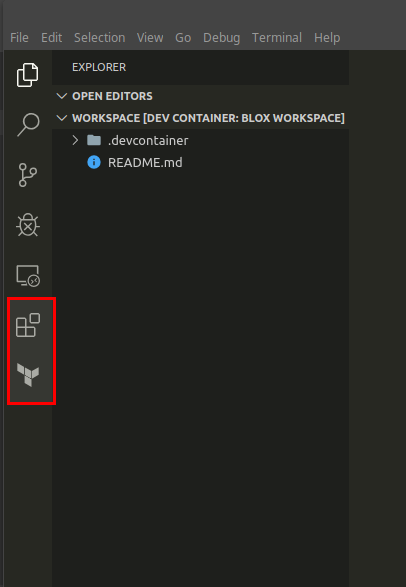 File Edit Selection View Go Debug Terminal Help
EXPLORER
OPEN EDITORS
WORKSPACE [DEV CONTAINER: BLOX WORKSPACE]
.devcontainer
README.md